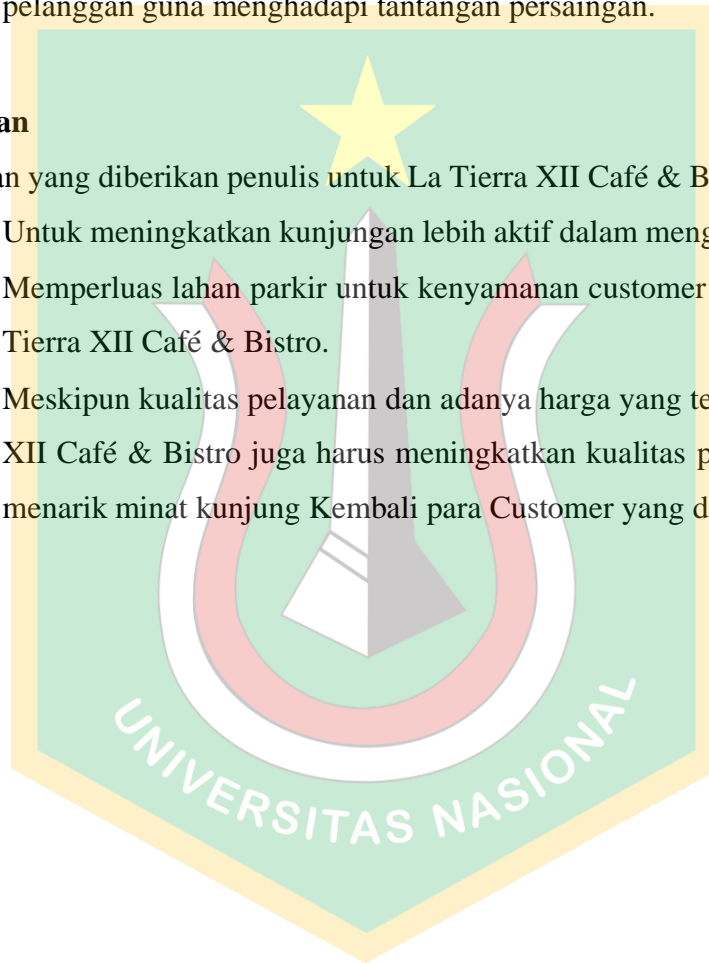 pelanggan guna menghadapi tantangan persaingan.
an
an yang diberikan penulis untuk La Tierra XII Café & B
Untuk meningkatkan kunjungan lebih aktif dalam meng
Memperluas lahan parkir untuk kenyamanan customer
Tierra XII Café & Bistro.
Meskipun kualitas pelayanan dan adanya harga yang te
XII Café & Bistro juga harus meningkatkan kualitas p
menarik minat kunjung Kembali para Customer yang d
UNIVERSITAS NASIONAL